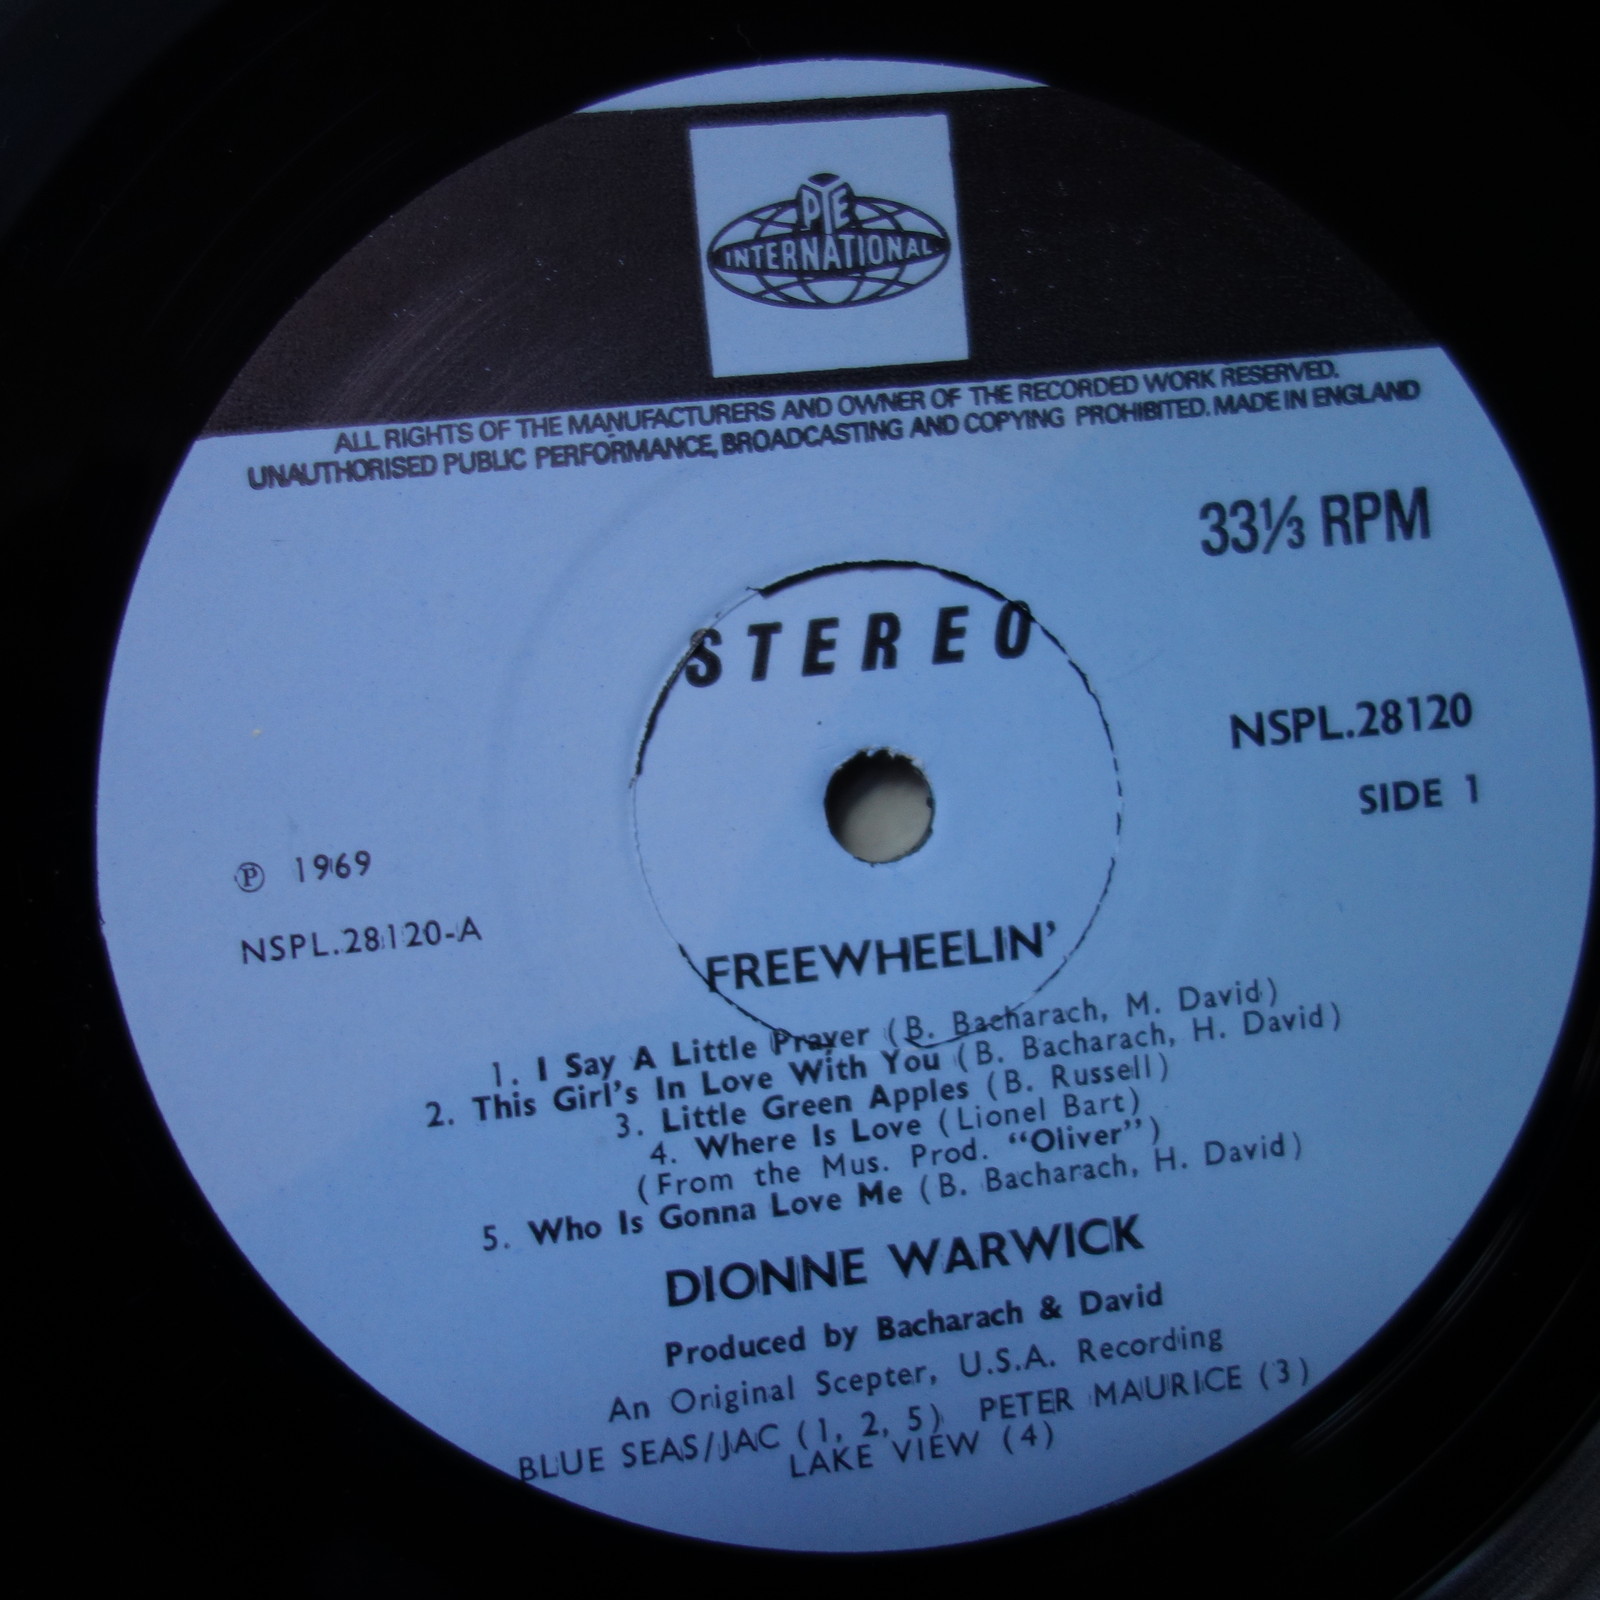 PYE
INTERNATIONAL
ALL RIGHTS OF THE MANUFACTURERS AND OWNER OF THE RECORDED WORK RESERVED.
UNAUTHORISED PUBLIC PERFORMANCE, BROADCASTING AND COPYING PROHIBITED. MADE IN ENGLAND
33⅓ RPM
STEREO
NSPL.28120
SIDE 1
℗ 1969
NSPL.28120-A
FREEWHEELIN'
1. I Say A Little Prayer (B. Bacharach, M. David)
2. This Girl's In Love With You (B. Bacharach, H. David)
3. Little Green Apples (B. Russell)
4. Where Is Love (Lionel Bart)
(From the Mus. Prod. "Oliver")
5. Who Is Gonna Love Me (B. Bacharach, H. David)
DIONNE WARWICK
Produced by Bacharach & David
An Original Scepter, U.S.A. Recording
BLUE SEAS/JAC (1, 2, 5) PETER MAURICE (3)
LAKE VIEW (4)